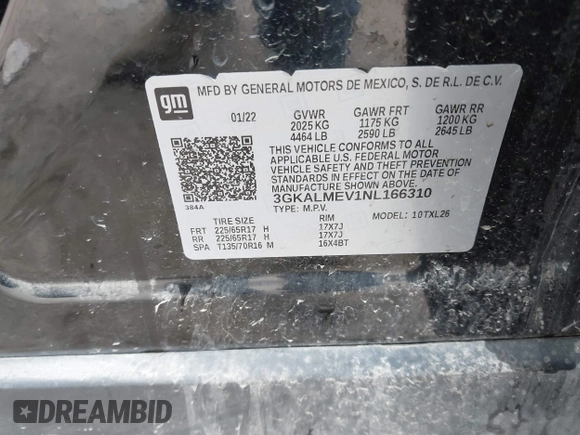 gm
MFD BY GENERAL MOTORS DE MEXICO, S. DE R.L. DE C.V.
01/22 GVWR GAWR FRT GAWR RR
2025 KG 1175 KG 1200 KG
4464 LB 2590 LB 2645 LB
THIS VEHICLE CONFORMS TO ALL
APPLICABLE U.S. FEDERAL MOTOR
VEHICLE SAFETY AND THEFT PREVENTION
STANDARDS IN EFFECT ON THE DATE OF
MANUFACTURE SHOWN ABOVE.
3GKALMEV1NL166310
384A
TYPE: M.P.V. MODEL: 10TXL26
TIRE SIZE RIM
FRT 225/65R17 H 17X7J
RR 225/65R17 H 17X7J
SPA T135/70R16 M 16X4BT
DREAMBID